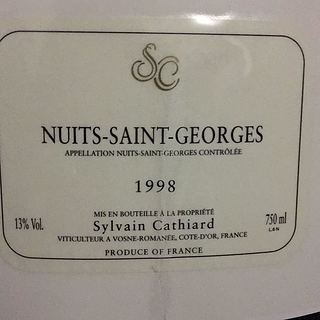 SC
NUITS-SAINT-GEORGES
APPELLATION NUITS-SAINT-GEORGES CONTRÔLÉE
1998
MIS EN BOUTEILLE À LA PROPRIÉTÉ
13% Vol. Sylvain Cathiard 750 ml
VITICULTEUR A VOSNE-ROMANÉE, COTE-D'OR, FRANCE L&N
PRODUCE OF FRANCE